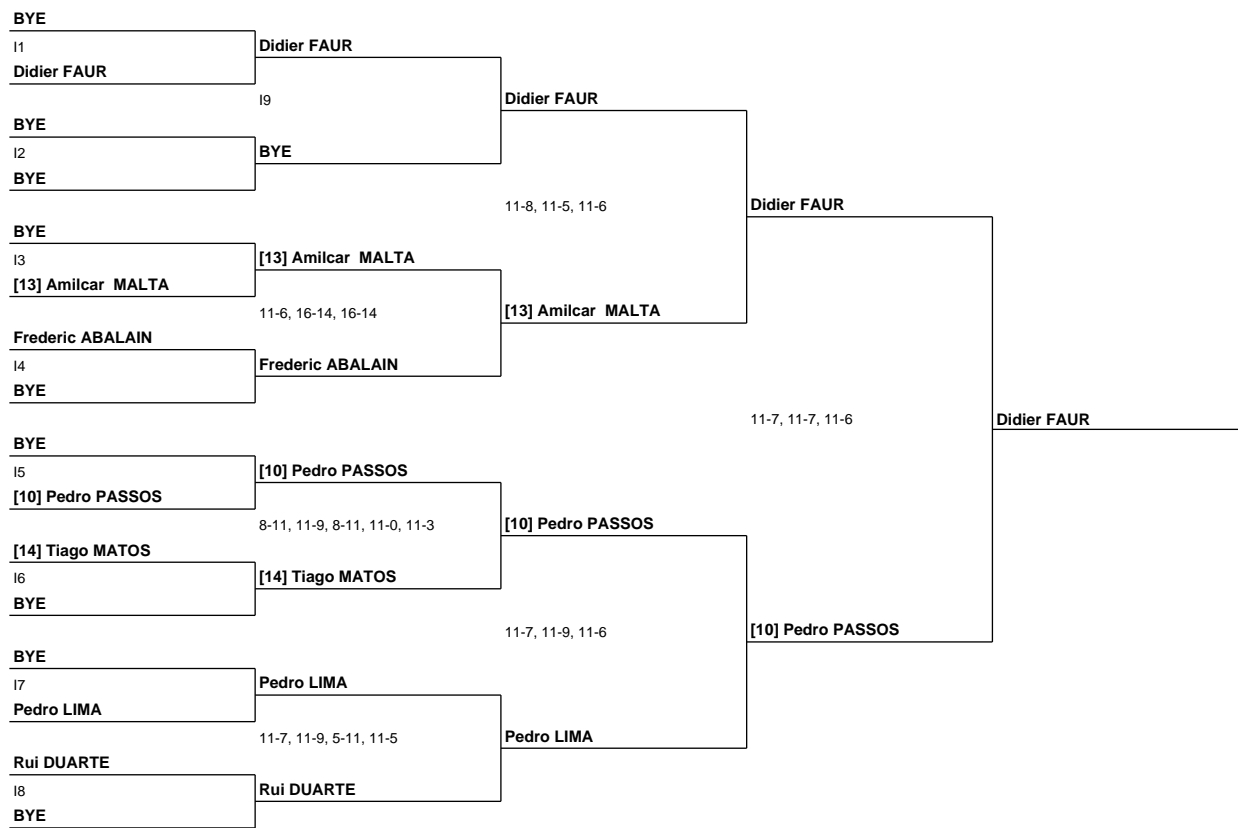 BYE
I1
Didier FAUR
Didier FAUR
I9
Didier FAUR
BYE
I2
BYE
BYE
11-8, 11-5, 11-6
Didier FAUR
BYE
I3
[13] Amilcar  MALTA
[13] Amilcar  MALTA
11-6, 16-14, 16-14
[13] Amilcar  MALTA
Frederic ABALAIN
I4
BYE
Frederic ABALAIN
11-7, 11-7, 11-6
Didier FAUR
BYE
I5
[10] Pedro PASSOS
[10] Pedro PASSOS
8-11, 11-9, 8-11, 11-0, 11-3
[10] Pedro PASSOS
[14] Tiago MATOS
I6
BYE
[14] Tiago MATOS
11-7, 11-9, 11-6
[10] Pedro PASSOS
BYE
I7
Pedro LIMA
Pedro LIMA
11-7, 11-9, 5-11, 11-5
Pedro LIMA
Rui DUARTE
I8
BYE
Rui DUARTE